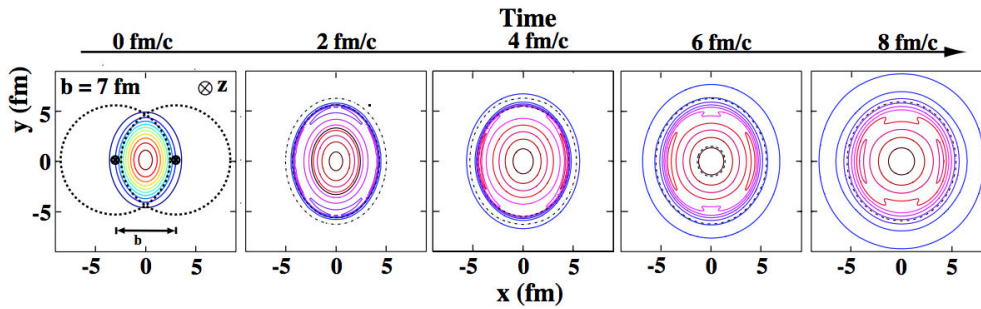 Time
0 fm/c 2 fm/c 4 fm/c 6 fm/c 8 fm/c
b = 7 fm ⊗ z
y (fm)
5
0
-5
b
-5 0 5 -5 0 5 -5 0 5 -5 0 5 -5 0 5
x (fm)